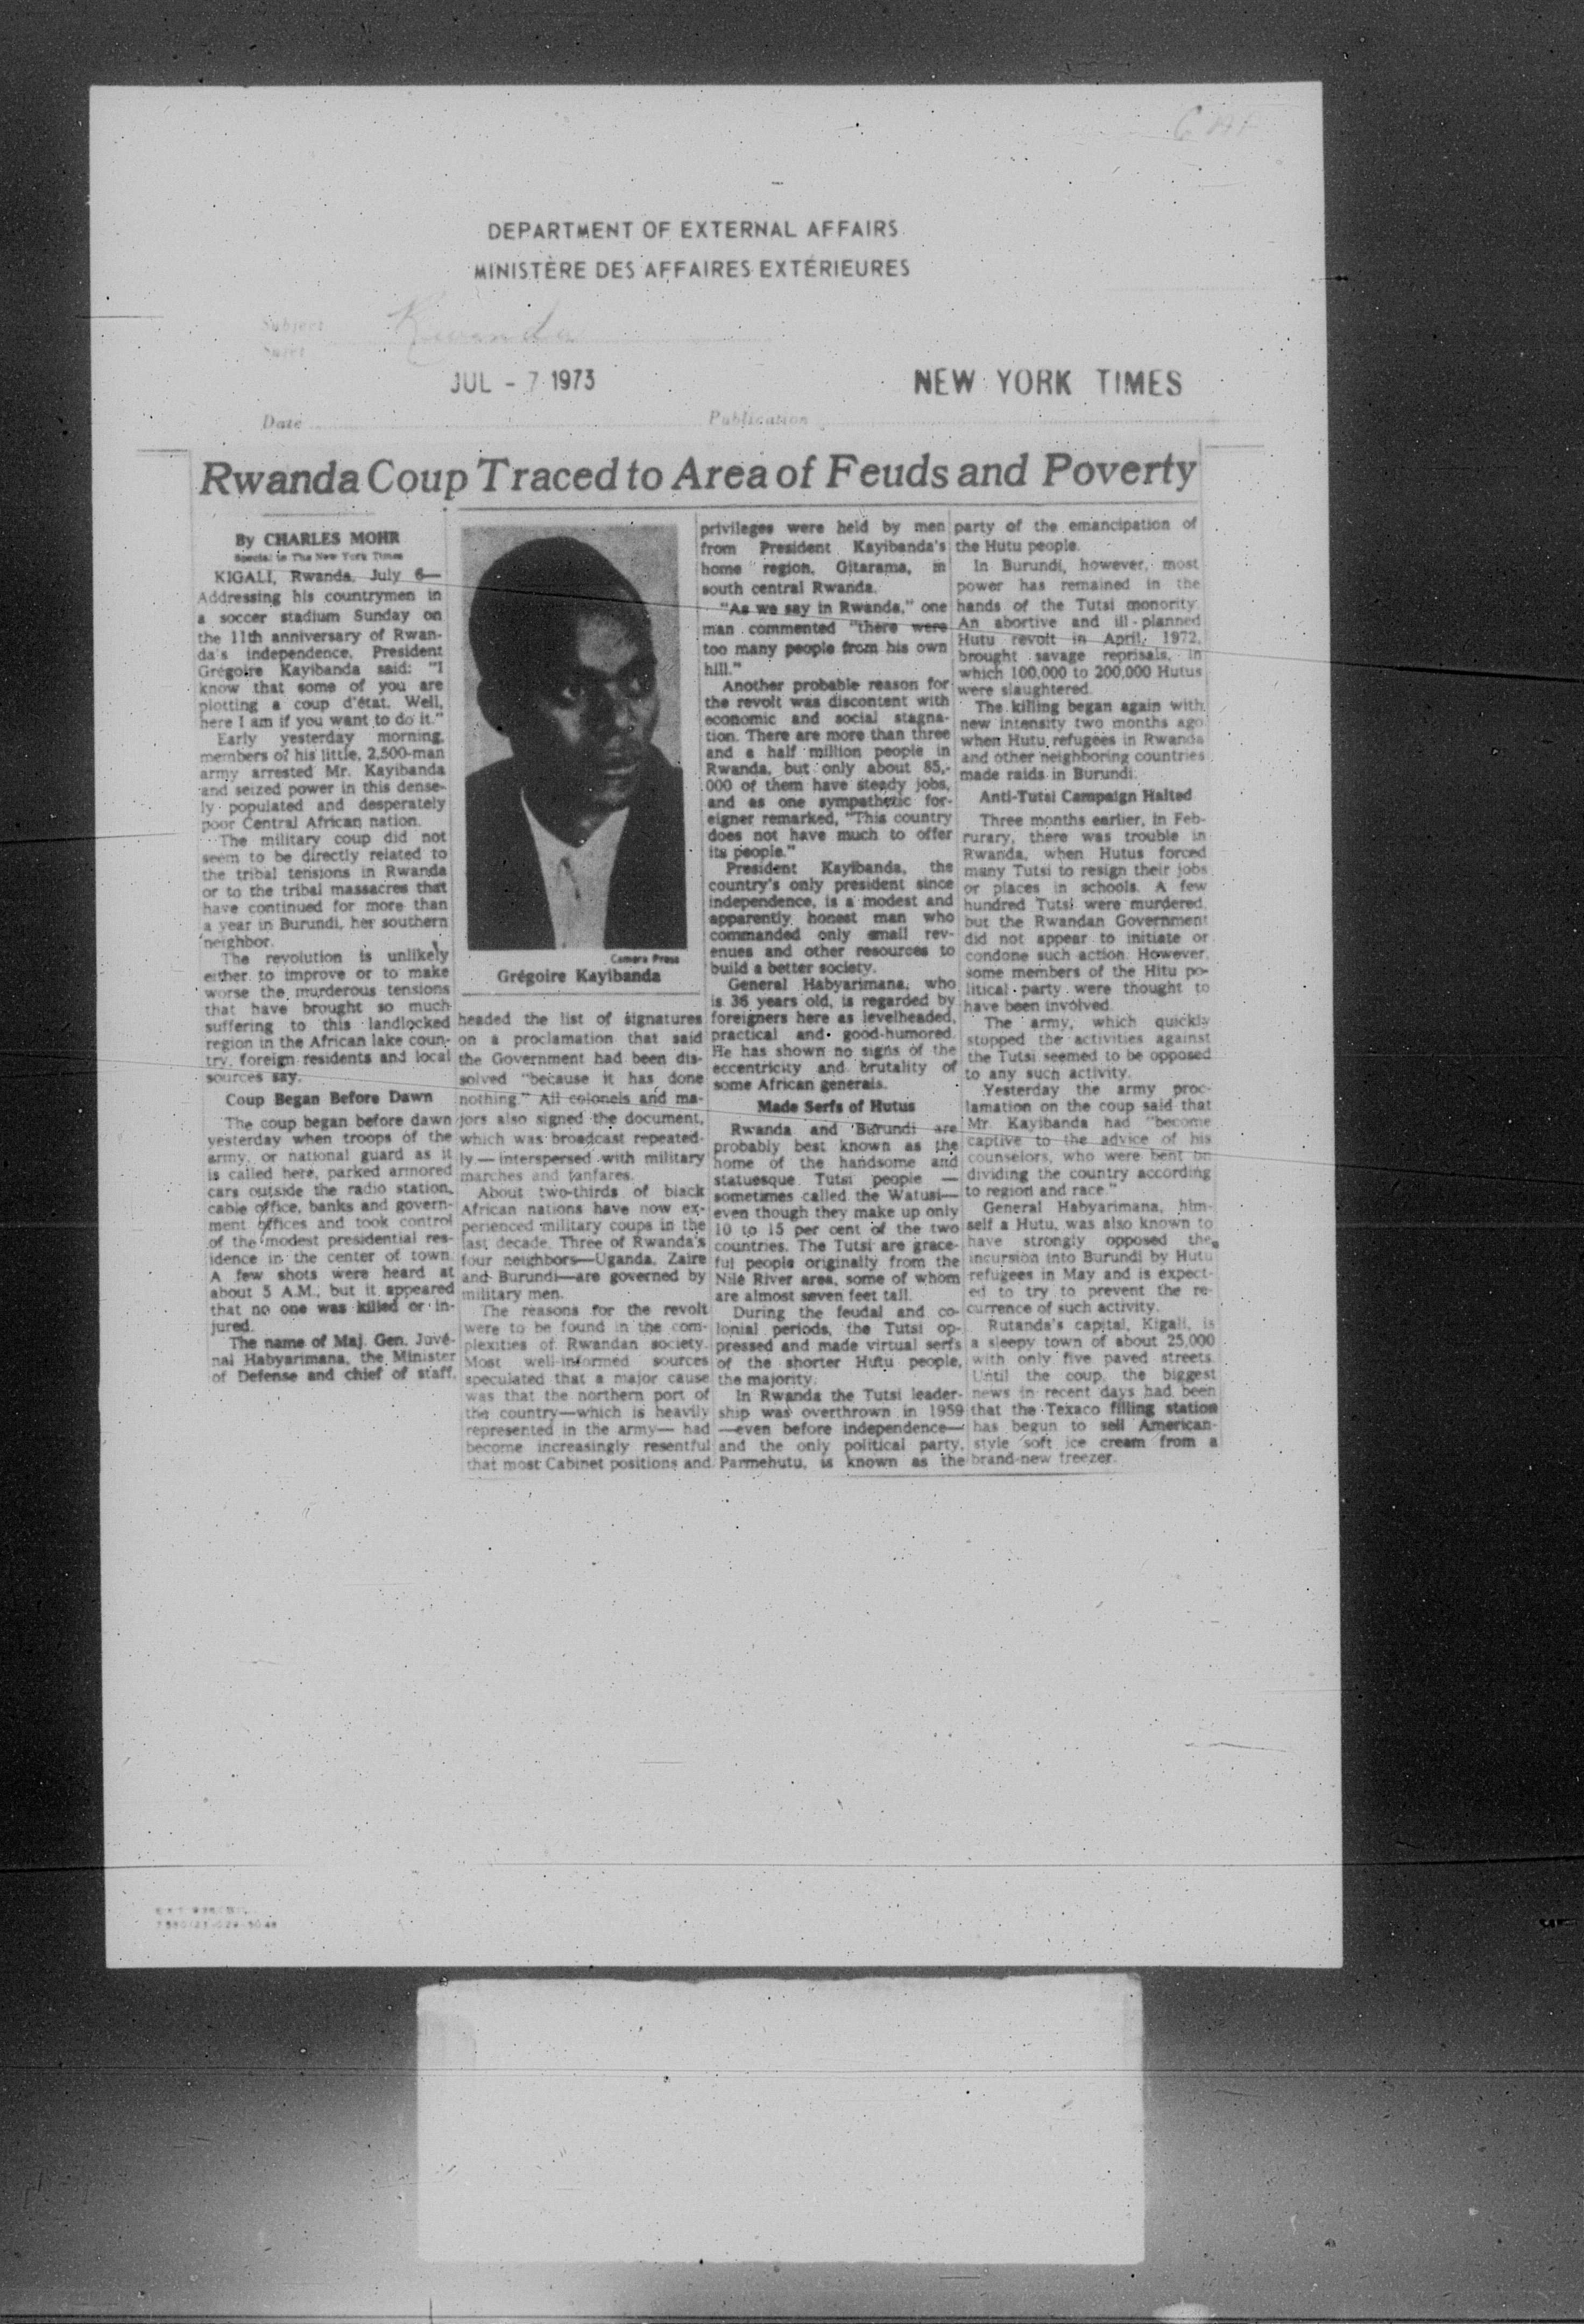 DEPARTMENT OF EXTERNAL AFFAIRS
MINISTÈRE DES AFFAIRES EXTÉRIEURES
Subject
Sujet
Rwanda
JUL - 7 1973
NEW YORK TIMES
Date
Publication
Rwanda Coup Traced to Area of Feuds and Poverty
By CHARLES MOHR
Special to The New York Times
KIGALI, Rwanda, July 6—
Addressing his countrymen in
a soccer stadium Sunday on
the 11th anniversary of Rwan-
da's independence, President
Grégoire Kayibanda said: "I
know that some of you are
plotting a coup d'état. Well,
here I am if you want to do it."
Early yesterday morning,
members of his little, 2,500-man
army arrested Mr. Kayibanda
and seized power in this dense-
ly populated and desperately
poor Central African nation.
The military coup did not
seem to be directly related to
the tribal tensions in Rwanda
or to the tribal massacres that
have continued for more than
a year in Burundi, her southern
neighbor.
The revolution is unlikely
either to improve or to make
worse the murderous tensions
that have brought so much
suffering to this landlocked
region in the African lake coun-
try, foreign residents and local
sources say.
Coup Began Before Dawn
The coup began before dawn
yesterday when troops of the
army, or national guard as it
is called here, parked armored
cars outside the radio station,
cable office, banks and govern-
ment offices and took control
of the modest presidential res-
idence in the center of town.
A few shots were heard at
about 5 A.M., but it appeared
that no one was killed or in-
jured.
The name of Maj. Gen. Juvé-
nal Habyarimana, the Minister
of Defense and chief of staff,
Camera Press
Grégoire Kayibanda
headed the list of signatures
on a proclamation that said
the Government had been dis-
solved "because it has done
nothing." All colonels and ma-
jors also signed the document,
which was broadcast repeated-
ly — interspersed with military
marches and fanfares.
About two-thirds of black
African nations have now ex-
perienced military coups in the
last decade. Three of Rwanda's
four neighbors—Uganda, Zaire
and Burundi—are governed by
military men.
The reasons for the revolt
were to be found in the com-
plexities of Rwandan society.
Most well-informed sources
speculated that a major cause
was that the northern port of
the country—which is heavily
represented in the army— had
become increasingly resentful
that most Cabinet positions and
privileges were held by men
from President Kayibanda's
home region, Gitarama, in
south central Rwanda.
"As we say in Rwanda," one
man commented "there were
too many people from his own
hill."
Another probable reason for
the revolt was discontent with
economic and social stagna-
tion. There are more than three
and a half million people in
Rwanda, but only about 85,-
000 of them have steady jobs,
and as one sympathetic for-
eigner remarked, "This country
does not have much to offer
its people."
President Kayibanda, the
country's only president since
independence, is a modest and
apparently honest man who
commanded only small rev-
enues and other resources to
build a better society.
General Habyarimana, who
is 36 years old, is regarded by
foreigners here as levelheaded,
practical and good-humored.
He has shown no signs of the
eccentricity and brutality of
some African generals.
Made Serfs of Hutus
Rwanda and Burundi are
probably best known as the
home of the handsome and
statuesque Tutsi people —
sometimes called the Watusi—
even though they make up only
10 to 15 per cent of the two
countries. The Tutsi are grace-
ful people originally from the
Nile River area, some of whom
are almost seven feet tall.
During the feudal and co-
lonial periods, the Tutsi op-
pressed and made virtual serfs
of the shorter Hutu people,
the majority.
In Rwanda the Tutsi leader-
ship was overthrown in 1959
—even before independence—
and the only political party,
Parmehutu, is known as the
party of the emancipation of
the Hutu people.
In Burundi, however, most
power has remained in the
hands of the Tutsi monority.
An abortive and ill-planned
Hutu revolt in April, 1972,
brought savage reprisals, in
which 100,000 to 200,000 Hutus
were slaughtered.
The killing began again with
new intensity two months ago
when Hutu refugees in Rwanda
and other neighboring countries
made raids in Burundi.
Anti-Tutsi Campaign Halted
Three months earlier, in Feb-
rurary, there was trouble in
Rwanda, when Hutus forced
many Tutsi to resign their jobs
or places in schools. A few
hundred Tutsi were murdered,
but the Rwandan Government
did not appear to initiate or
condone such action. However,
some members of the Hitu po-
litical party were thought to
have been involved.
The army, which quickly
stopped the activities against
the Tutsi seemed to be opposed
to any such activity.
Yesterday the army proc-
lamation on the coup said that
Mr. Kayibanda had "become
captive to the advice of his
counselors, who were bent on
dividing the country according
to region and race."
General Habyarimana, him-
self a Hutu, was also known to
have strongly opposed the
incursion into Burundi by Hutu
refugees in May and is expect-
ed to try to prevent the re-
currence of such activity.
Rutanda's capital, Kigali, is
a sleepy town of about 25,000
with only five paved streets.
Until the coup, the biggest
news in recent days had been
that the Texaco filling station
has begun to sell American-
style soft ice cream from a
brand-new freezer.